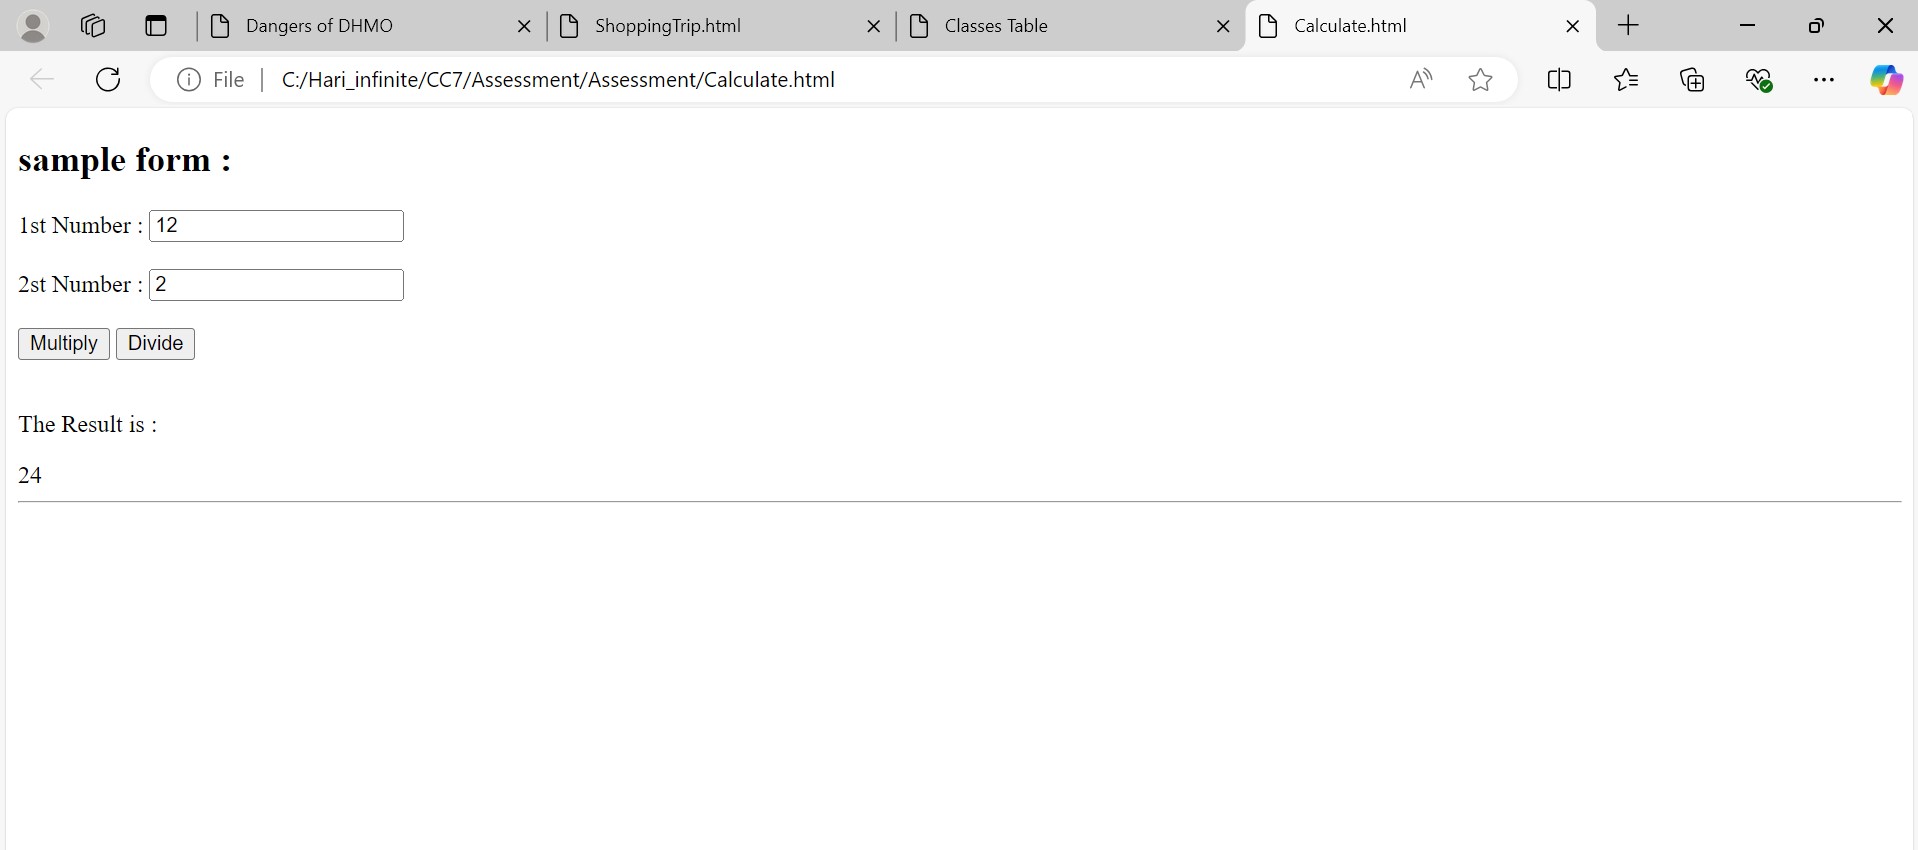 Dangers of DHMO
ShoppingTrip.html
Classes Table
Calculate.html
File
C:/Hari_infinite/CC7/Assessment/Assessment/Calculate.html
sample form :
1st Number : 12
2st Number : 2
Multiply Divide
The Result is :
24